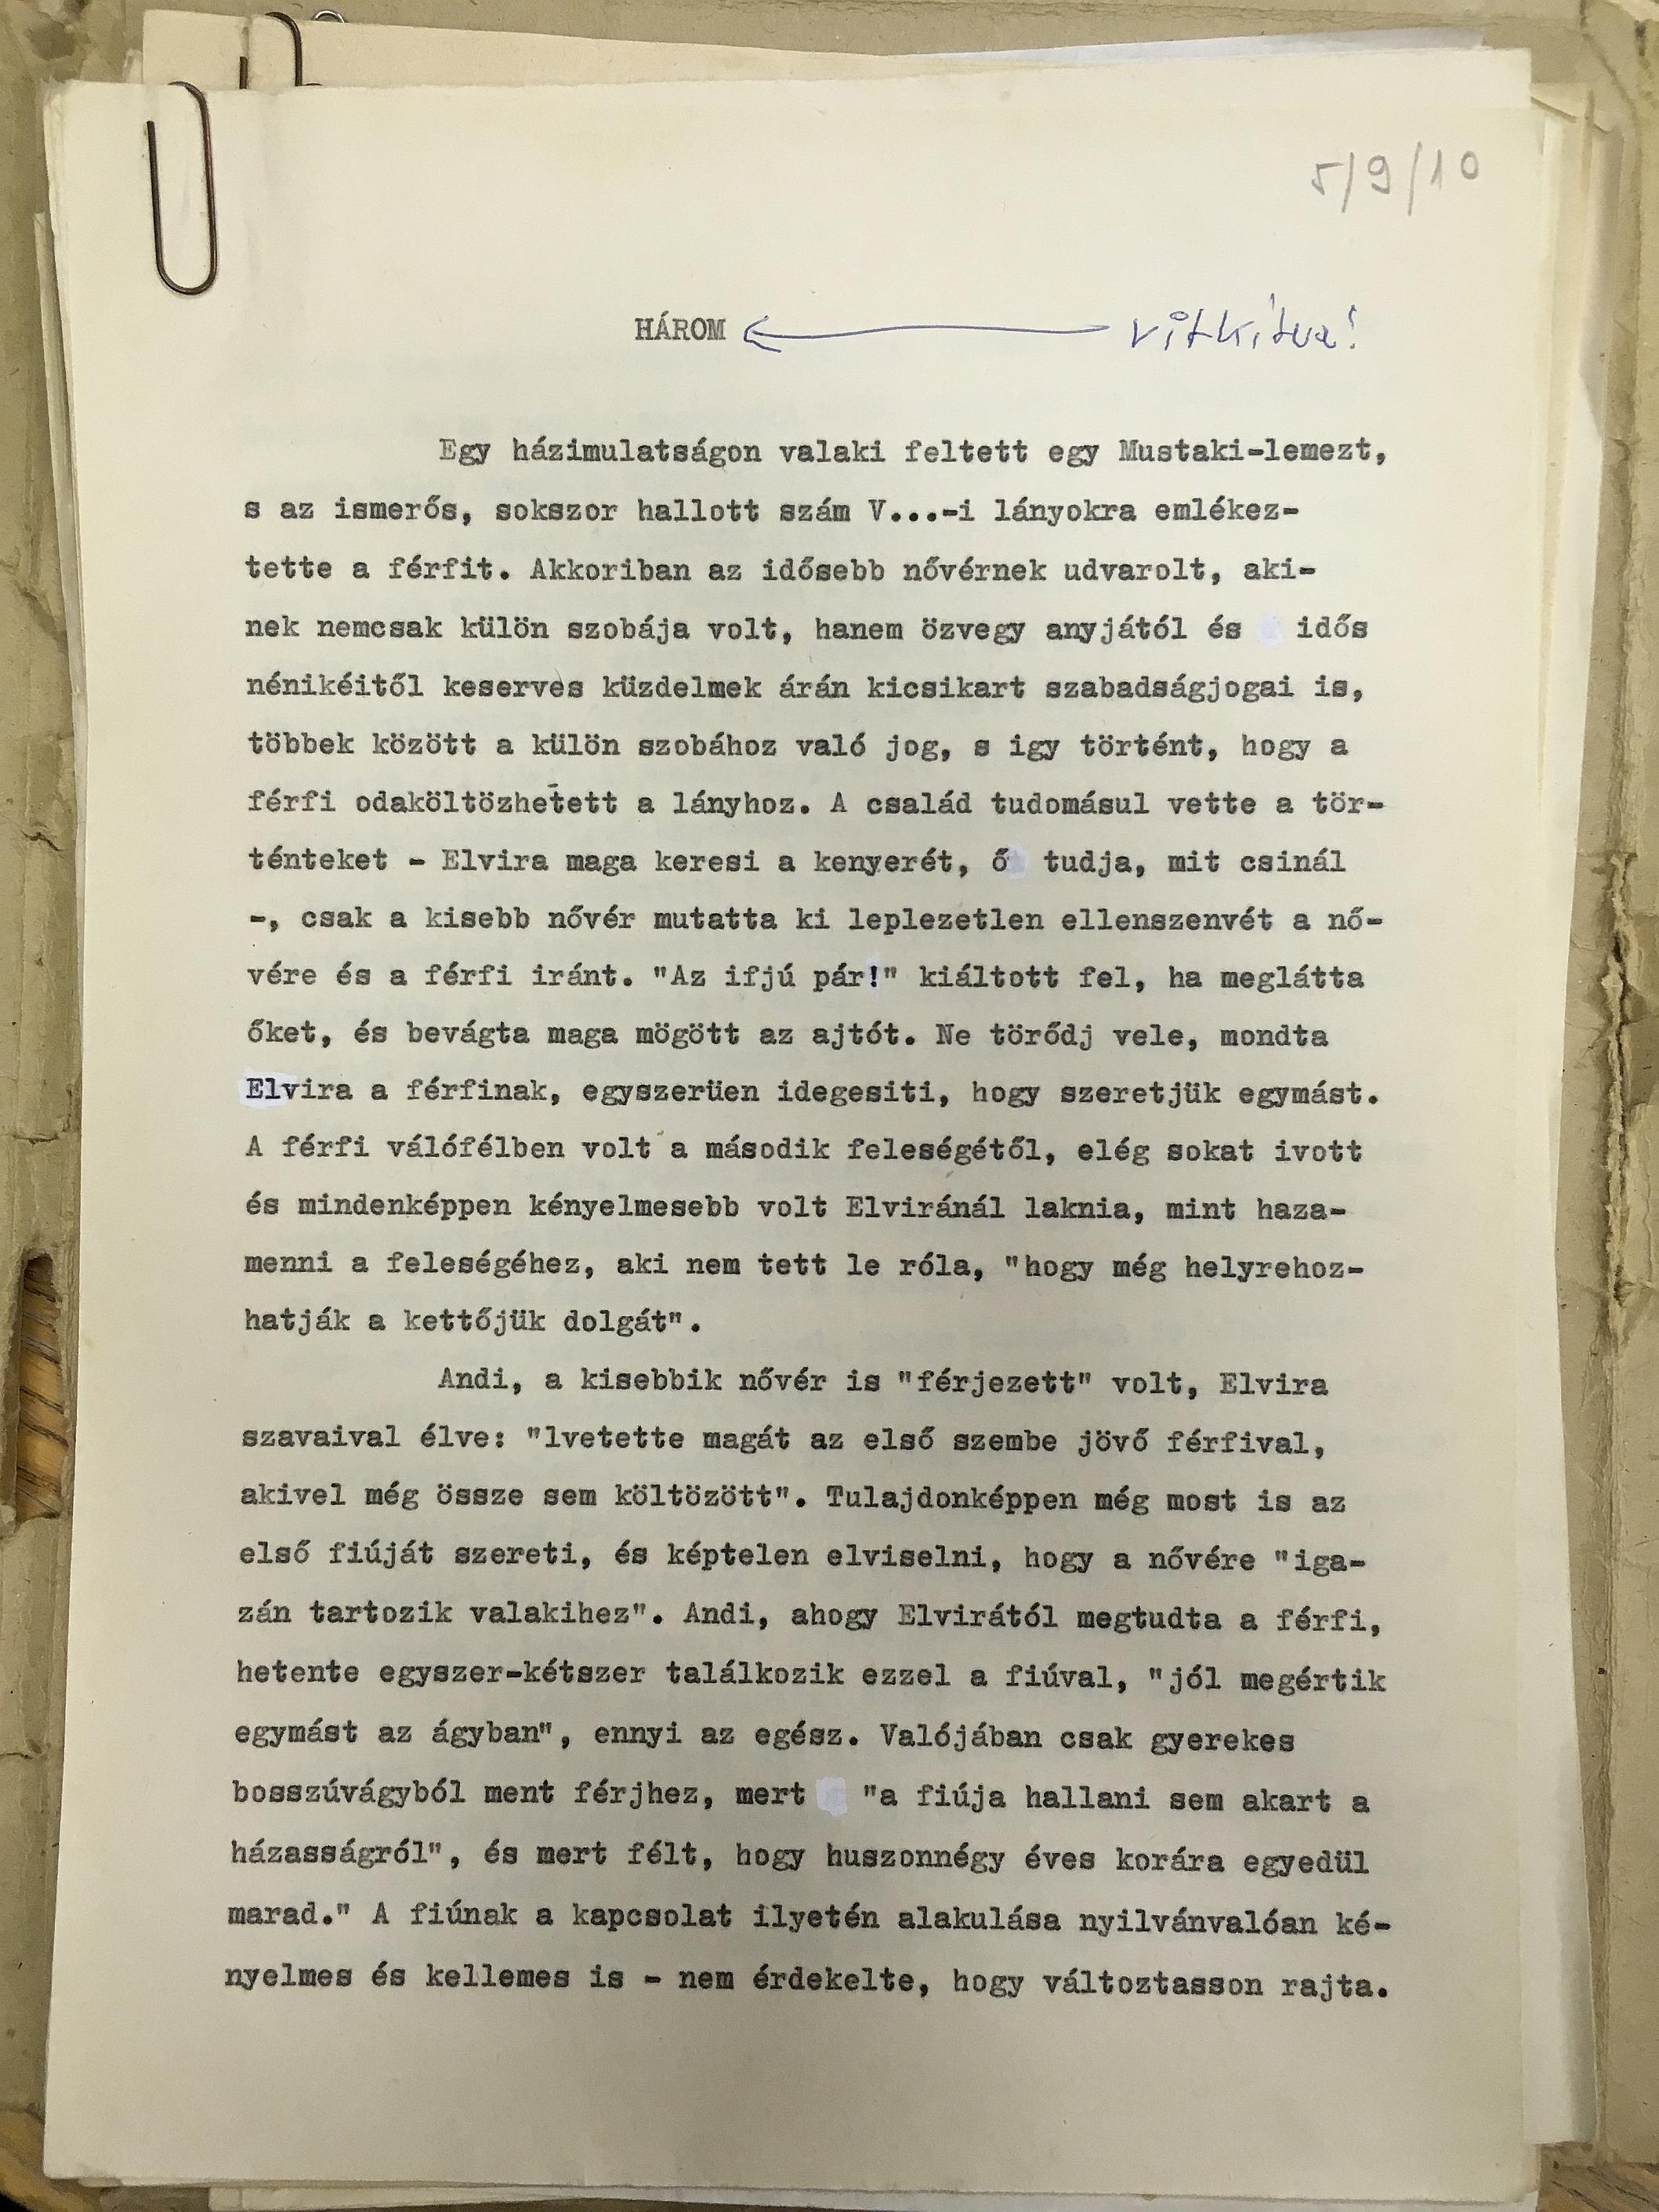 5/9/10
HÁROM ritkítva!
Egy házimulatságon valaki feltett egy Mustaki-lemezt,
s az ismerős, sokszor hallott szám V...-i lányokra emlékez-
tette a férfit. Akkoriban az idősebb nővérnek udvarolt, aki-
nek nemcsak külön szobája volt, hanem özvegy anyjától és idős
nénikéitől keserves küzdelmek árán kicsikart szabadságjogai is,
többek között a külön szobához való jog, s igy történt, hogy a
férfi odaköltözhetett a lányhoz. A család tudomásul vette a tör-
ténteket - Elvira maga keresi a kenyerét, ő tudja, mit csinál
-, csak a kisebb nővér mutatta ki leplezetlen ellenszenvét a nő-
vére és a férfi iránt. "Az ifjú pár!" kiáltott fel, ha meglátta
őket, és bevágta maga mögött az ajtót. Ne törődj vele, mondta
Elvira a férfinak, egyszerüen idegesiti, hogy szeretjük egymást.
A férfi válófélben volt a második feleségétől, elég sokat ivott
és mindenképpen kényelmesebb volt Elviránál laknia, mint haza-
menni a feleségéhez, aki nem tett le róla, "hogy még helyrehoz-
hatják a kettőjük dolgát".
Andi, a kisebbik nővér is "férjezett" volt, Elvira
szavaival élve: "lvetette magát az első szembe jövő férfival,
akivel még össze sem költözött". Tulajdonképpen még most is az
első fiúját szereti, és képtelen elviselni, hogy a nővére "iga-
zán tartozik valakihez". Andi, ahogy Elvirától megtudta a férfi,
hetente egyszer-kétszer találkozik ezzel a fiúval, "jól megértik
egymást az ágyban", ennyi az egész. Valójában csak gyerekes
bosszúvágyból ment férjhez, mert "a fiúja hallani sem akart a
házasságról", és mert félt, hogy huszonnégy éves korára egyedül
marad." A fiúnak a kapcsolat ilyetén alakulása nyilvánvalóan ké-
nyelmes és kellemes is - nem érdekelte, hogy változtasson rajta.